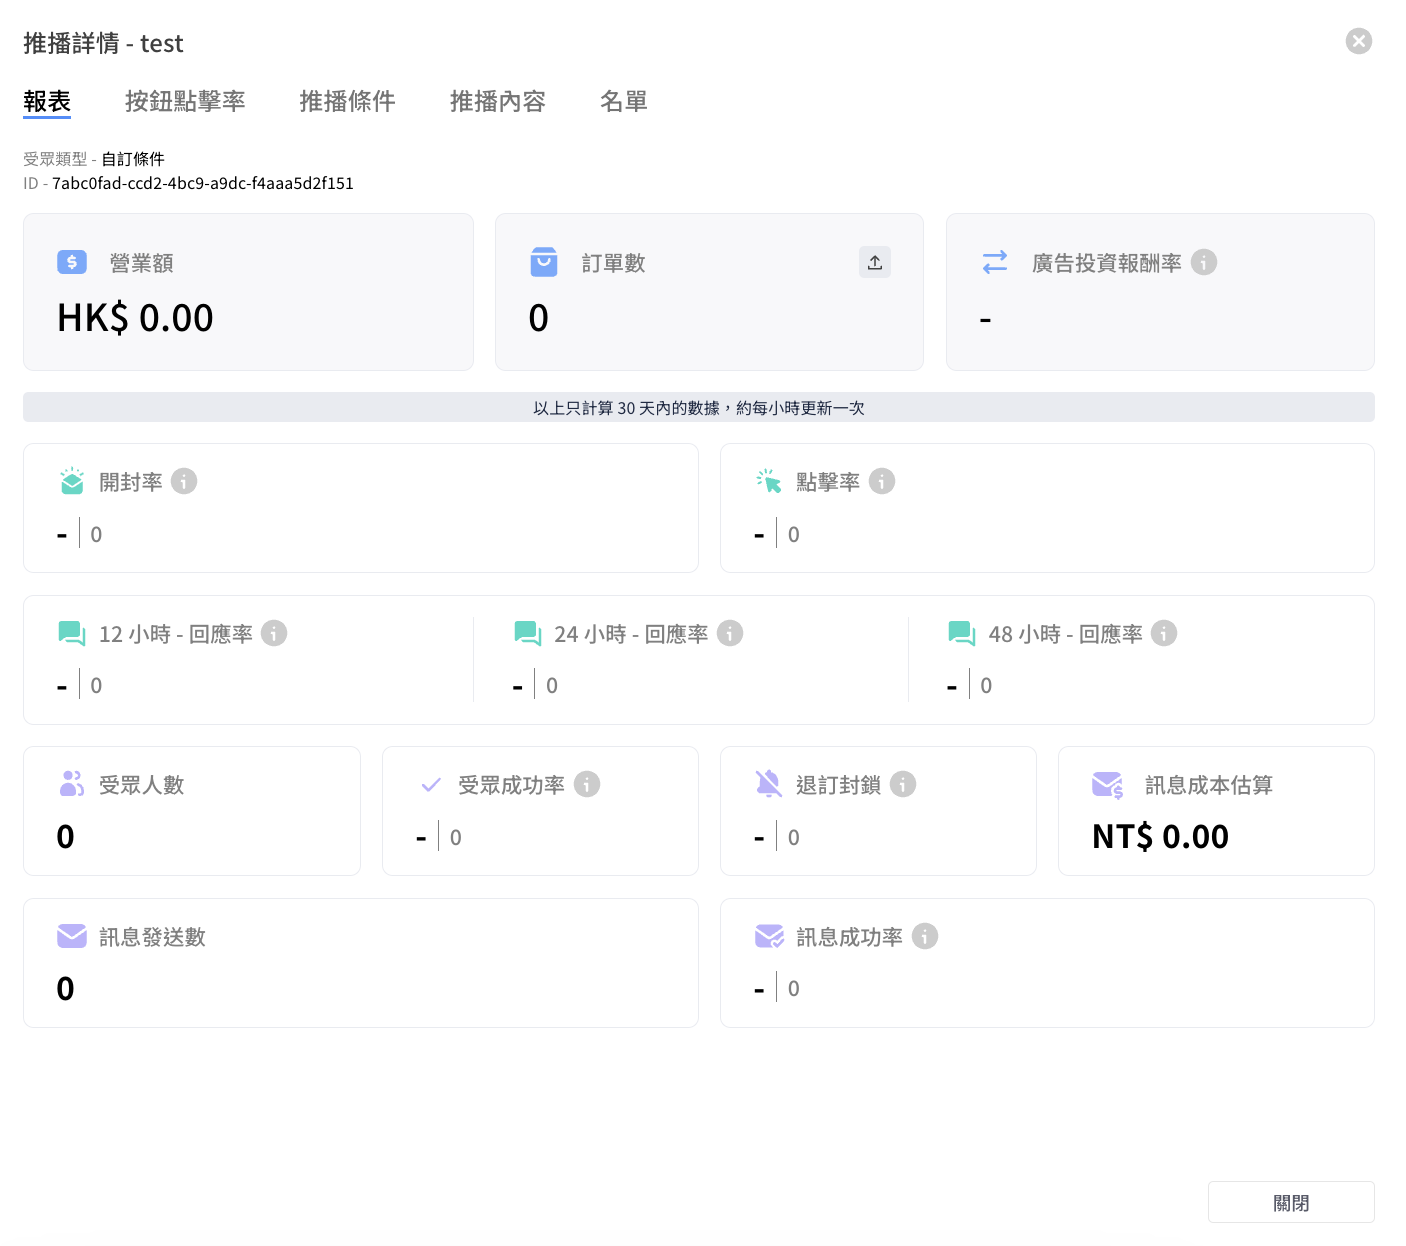 推播詳情 - test
報表 按鈕點擊率 推播條件 推播內容 名單
受眾類型 - 自訂條件
ID - 7abc0fad-ccd2-4bc9-a9dc-f4aaa5d2f151
營業額 訂單數 廣告投資報酬率
HK$ 0.00 0 -
以上只計算 30 天內的數據，約每小時更新一次
開封率 點擊率
- 0 - 0
12 小時 - 回應率 24 小時 - 回應率 48 小時 - 回應率
- 0 - 0 - 0
受眾人數 受眾成功率 退訂封鎖 訊息成本估算
0 - 0 - 0 NT$ 0.00
訊息發送數 訊息成功率
0 - 0
關閉